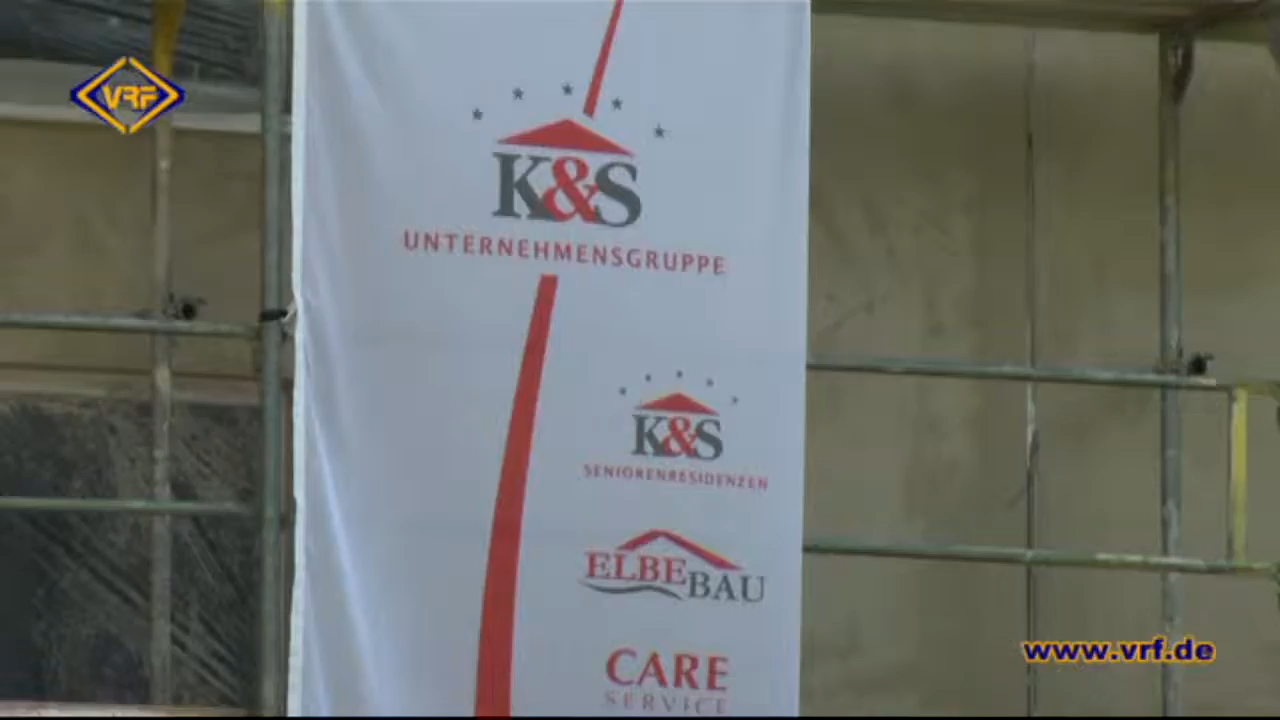 VRF
K&S
UNTERNEHMENSGRUPPE
K&S
SENIORENRESIDENZEN
ELBEBAU
CARE
SERVICE
www.vrf.de